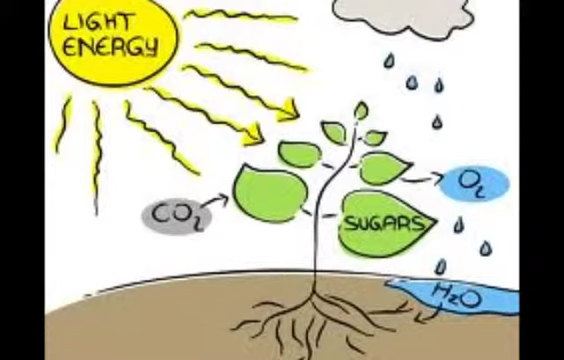 LIGHT
ENERGY
CO₂
O₂
SUGARS
H₂O